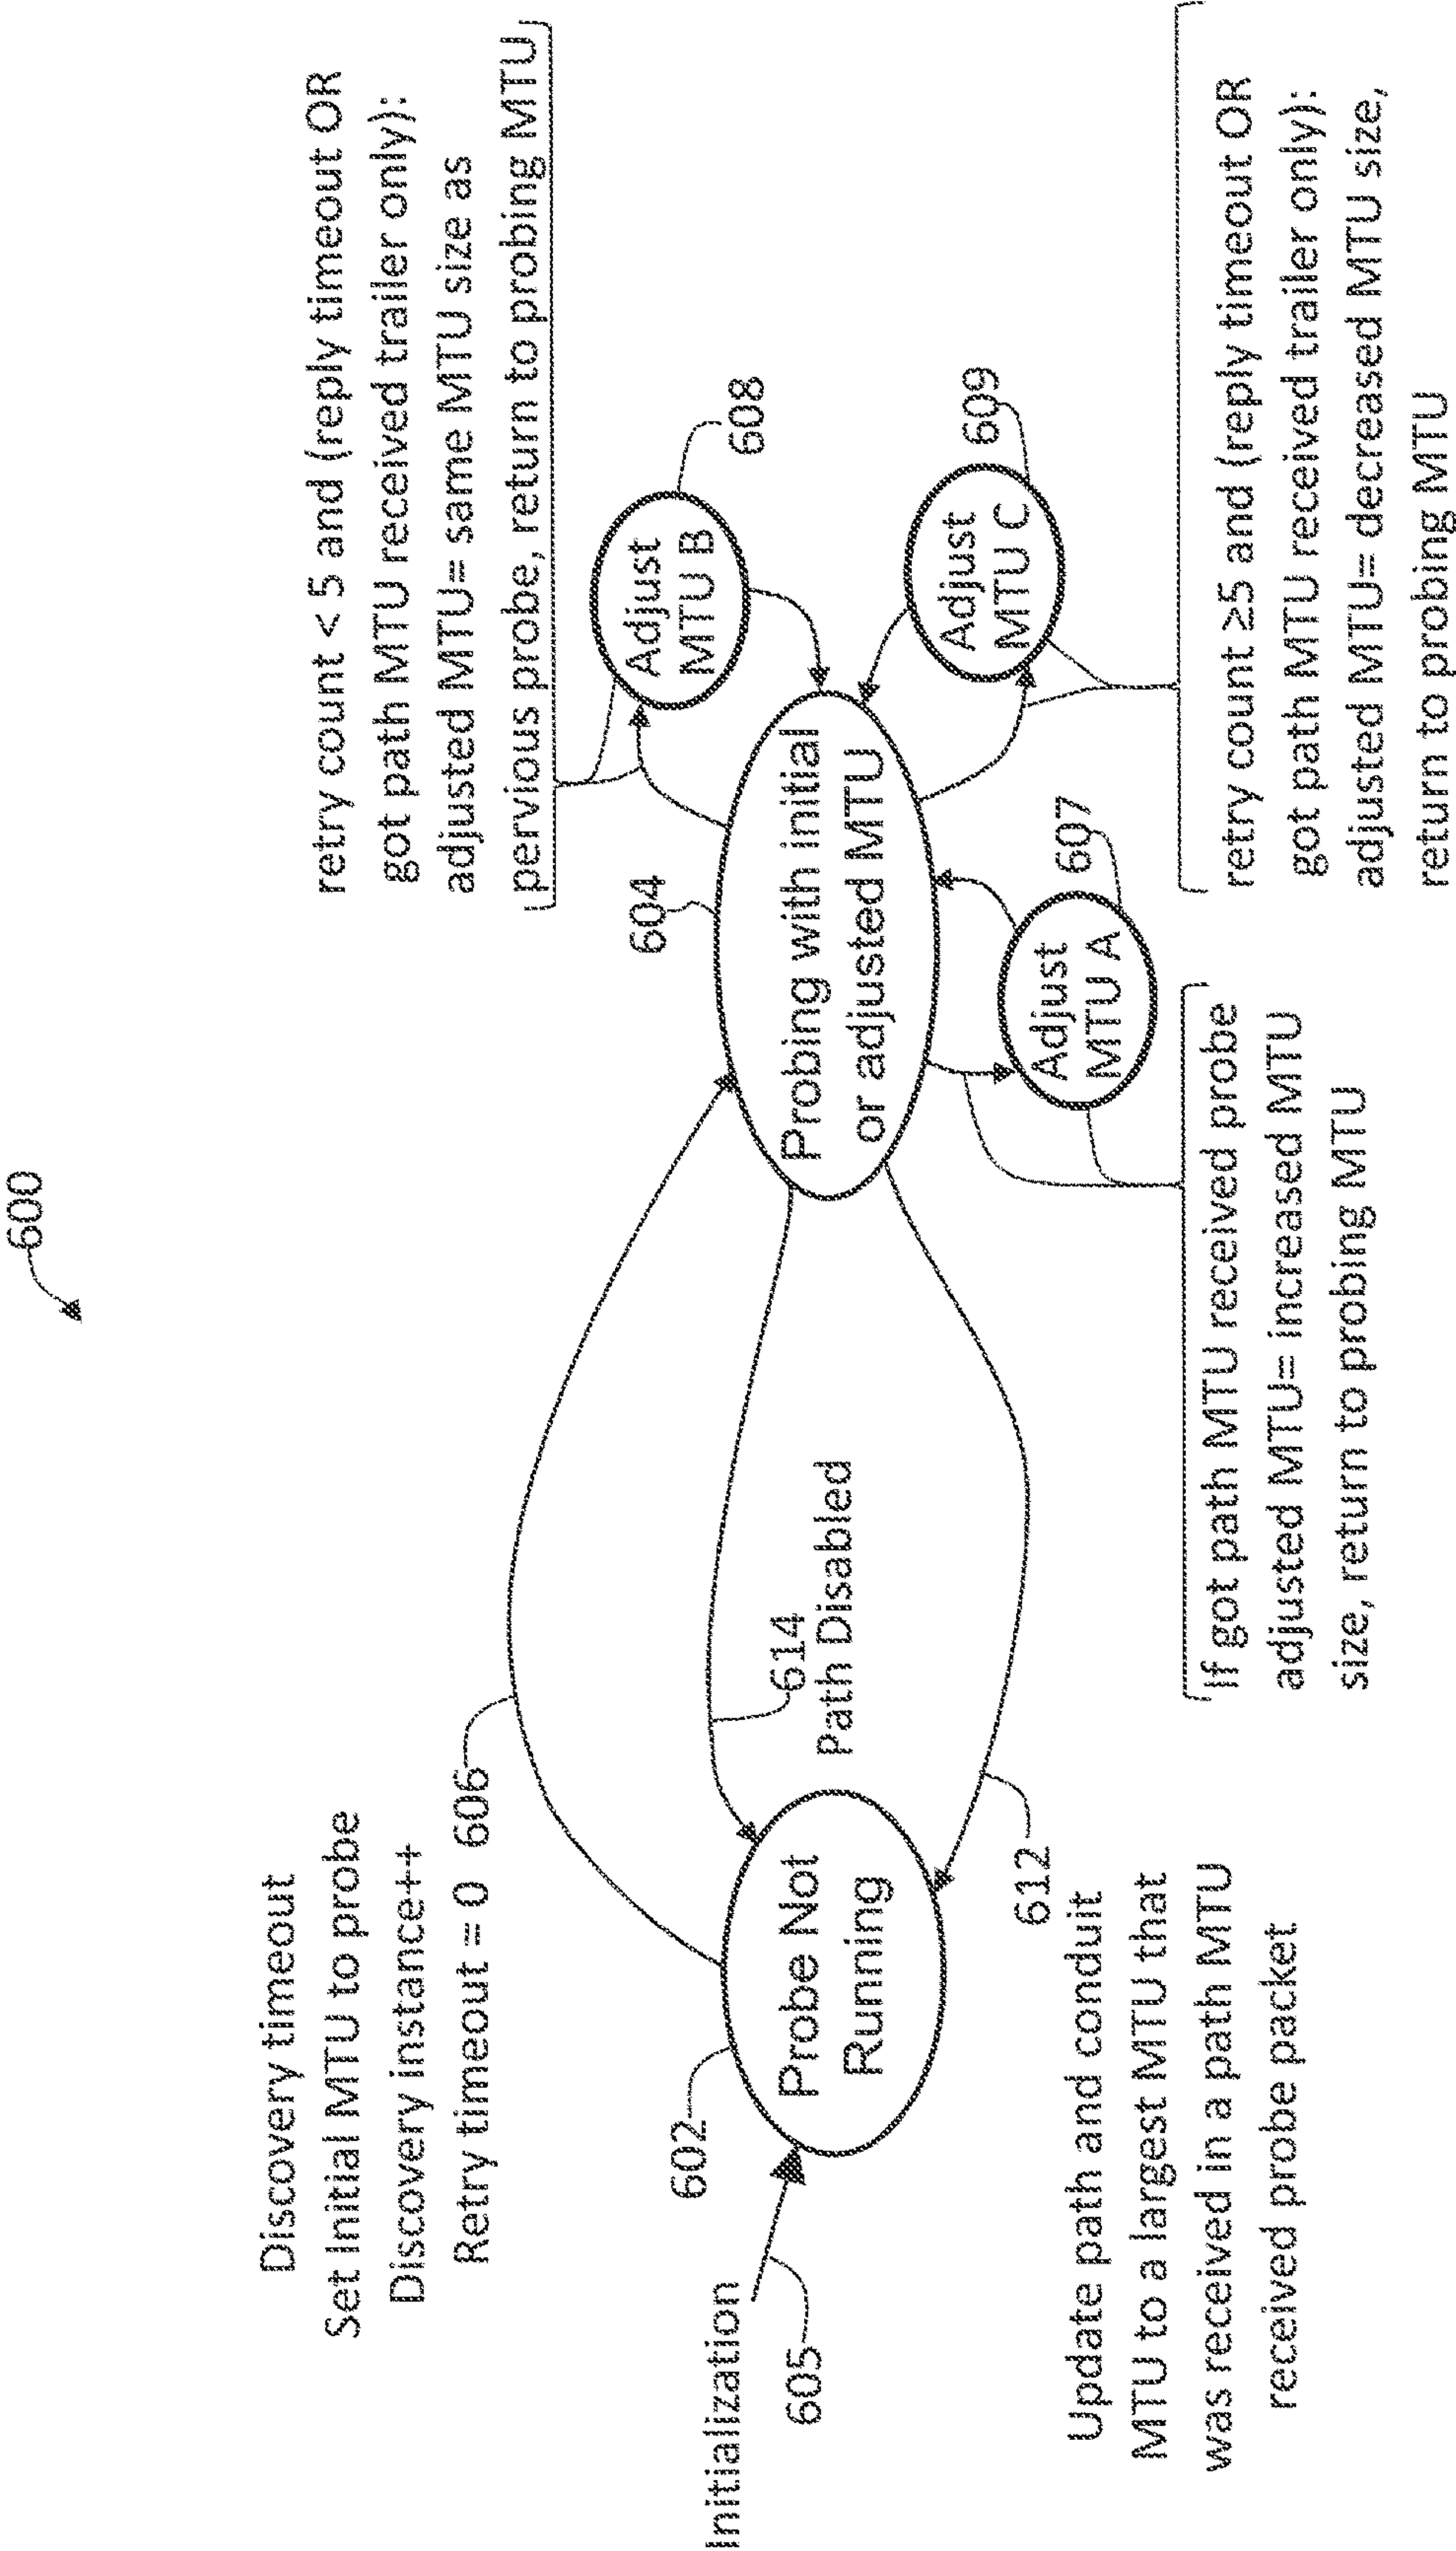 600
Discovery timeout
Set Initial MTU to probe
Discovery instance++
Retry timeout = 0
606
retry count < 5 and (reply timeout OR
got path MTU received trailer only):
adjusted MTU= same MTU size as
pervious probe, return to probing MTU
Initialization
605
602
Probe Not
Running
614
Path Disabled
604
Probing with initial
or adjusted MTU
Adjust
MTU B
608
Adjust
MTU C
609
Adjust
MTU A
607
612
Update path and conduit
MTU to a largest MTU that
was received in a path MTU
received probe packet
If got path MTU received probe
adjusted MTU= increased MTU
size, return to probing MTU
retry count ≥5 and (reply timeout OR
got path MTU received trailer only):
adjusted MTU= decreased MTU size,
return to probing MTU